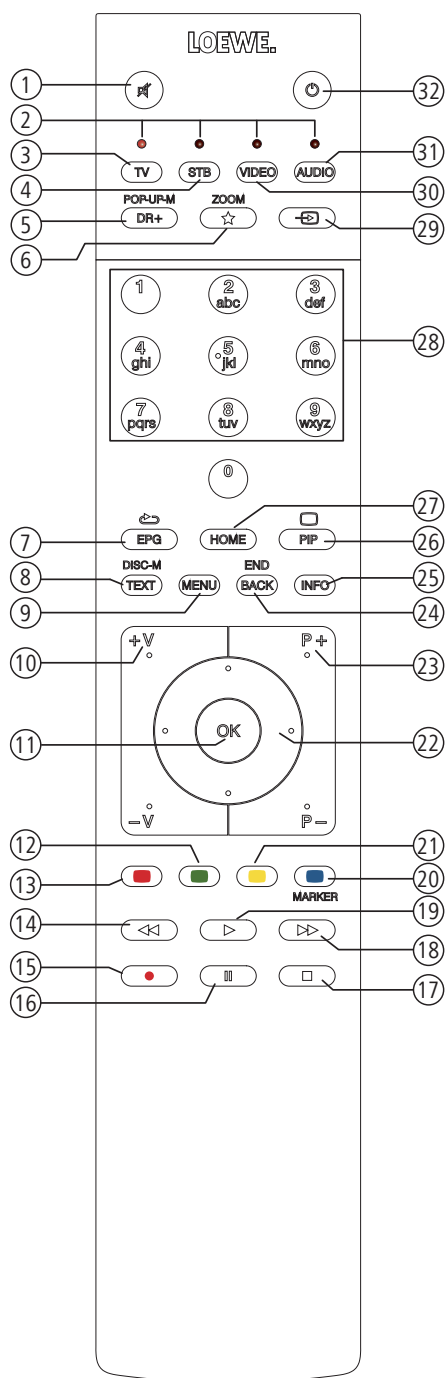 LOEWE.
1 32
2
TV STB VIDEO AUDIO
3 4 30 31
POP-UP-M ZOOM
DR+
5 6 29
1 2 3
abc def
4 5 6
ghi jkl mno
28
7 8 9
pqrs tuv wxyz
0
27
7 EPG HOME PIP 26
DISC-M END
8 TEXT MENU BACK INFO 25
9 24
+V P+
10 23
11 OK 22
-V P-
12 21
13 20
MARKER
14 19
18
15
16 17